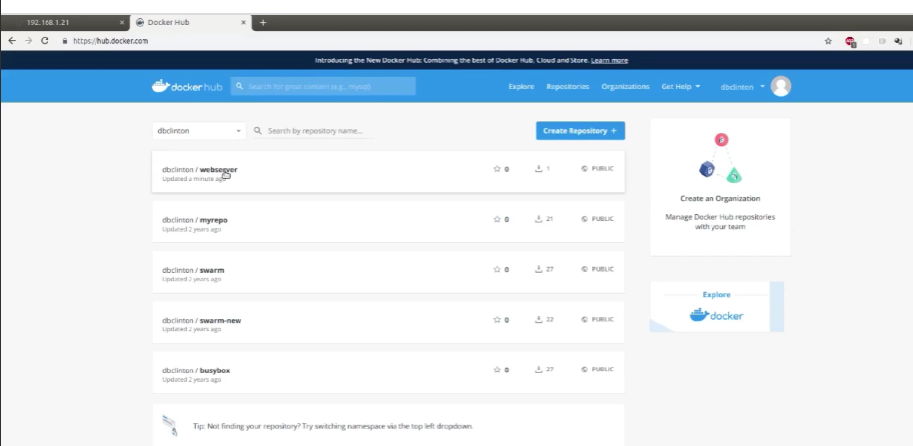 192.168.1.21
Docker Hub
https://hub.docker.com
Introducing the New Docker Hub: Combining the best of Docker Hub, Cloud and Store. Learn more
docker hub
Search for great content (e.g., mysql)
Explore
Repositories
Organizations
Get Help
dbclinton
dbclinton
Search by repository name...
Create Repository +
dbclinton / webserver
Updated a minute ago
0
1
PUBLIC
dbclinton / myrepo
Updated 2 years ago
0
21
PUBLIC
dbclinton / swarm
Updated 2 years ago
0
27
PUBLIC
dbclinton / swarm-new
Updated 2 years ago
0
22
PUBLIC
dbclinton / busybox
Updated 2 years ago
0
27
PUBLIC
Tip: Not finding your repository? Try switching namespace via the top left dropdown.
Create an Organization
Manage Docker Hub repositories
with your team
Explore
docker